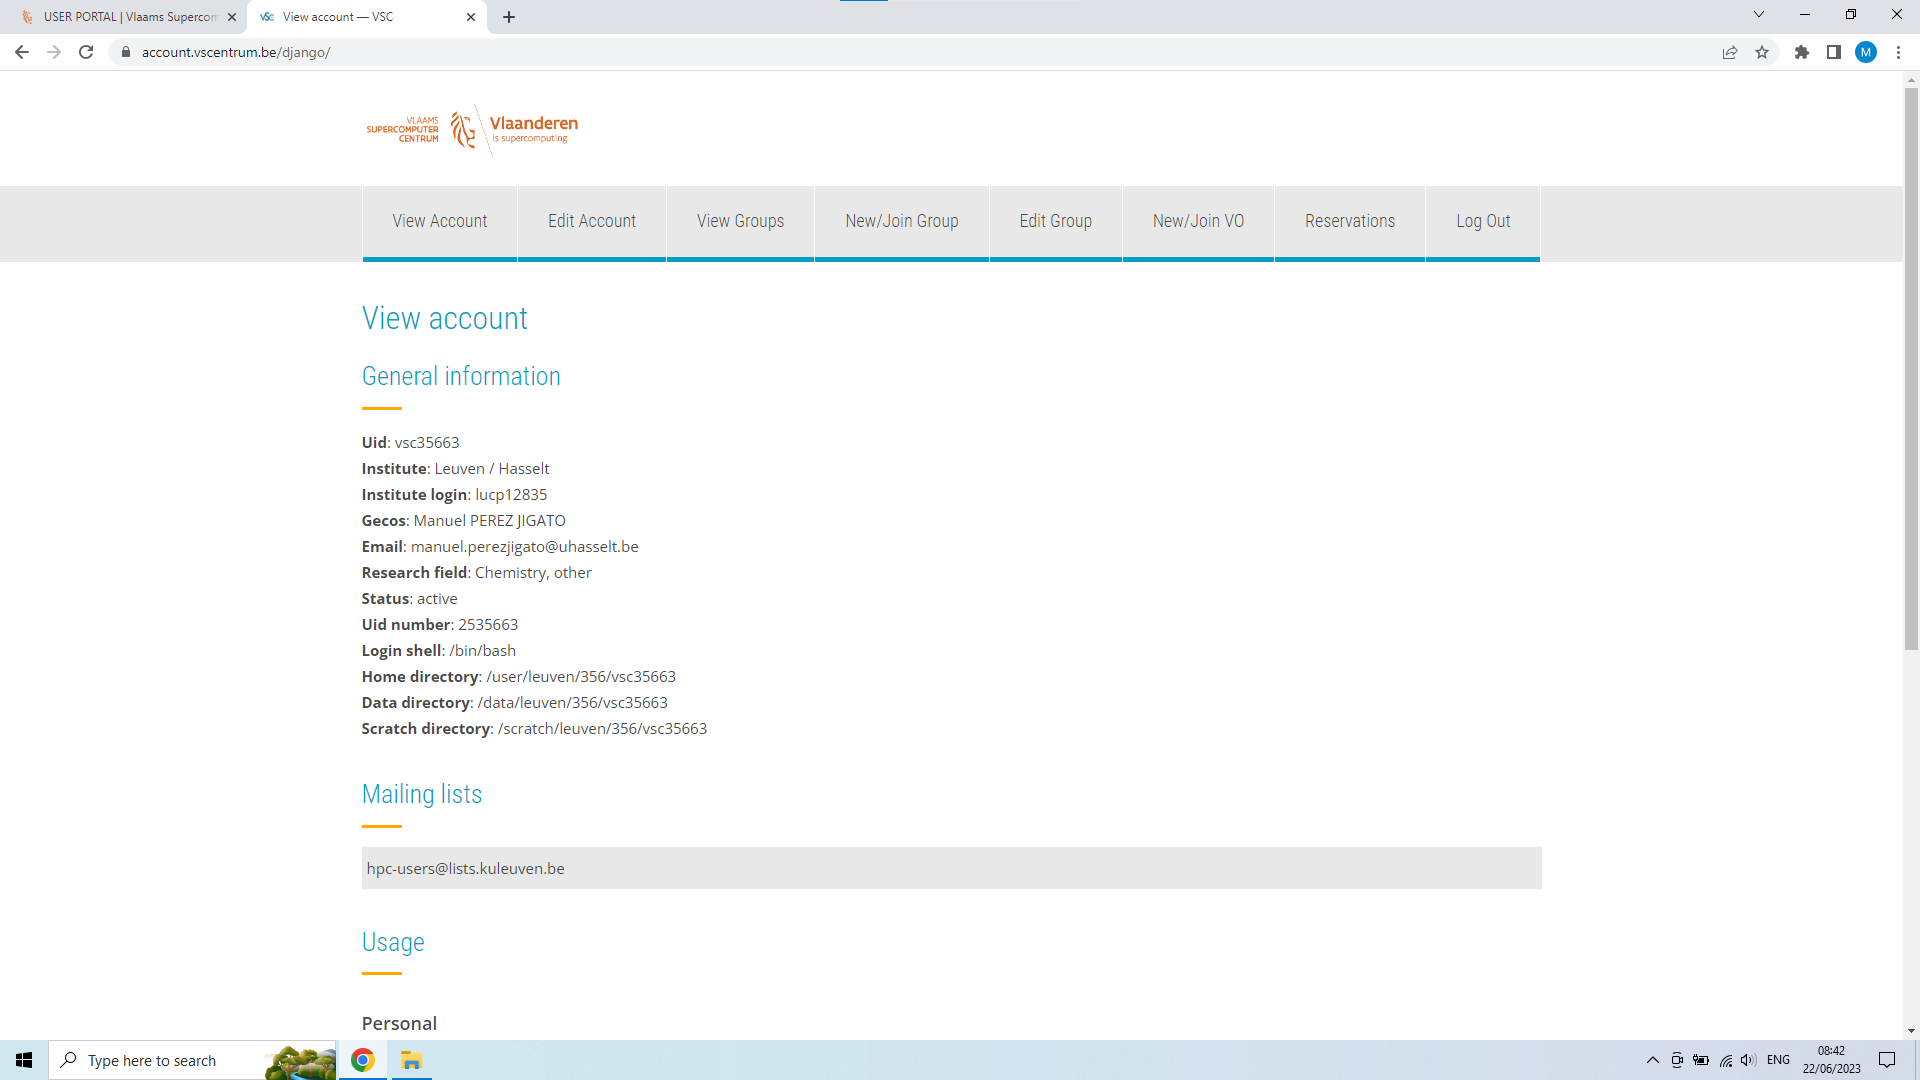 USER PORTAL | Vlaams Supercom
View account — VSC
account.vscentrum.be/django/
M
VLAAMS
SUPERCOMPUTER
CENTRUM
Vlaanderen
is supercomputing
View Account
Edit Account
View Groups
New/Join Group
Edit Group
New/Join VO
Reservations
Log Out
View account
General information
Uid: vsc35663
Institute: Leuven / Hasselt
Institute login: lucp12835
Gecos: Manuel PEREZ JIGATO
Email: manuel.perezjigato@uhasselt.be
Research field: Chemistry, other
Status: active
Uid number: 2535663
Login shell: /bin/bash
Home directory: /user/leuven/356/vsc35663
Data directory: /data/leuven/356/vsc35663
Scratch directory: /scratch/leuven/356/vsc35663
Mailing lists
hpc-users@lists.kuleuven.be
Usage
Personal
Type here to search
ENG
08:42
22/06/2023